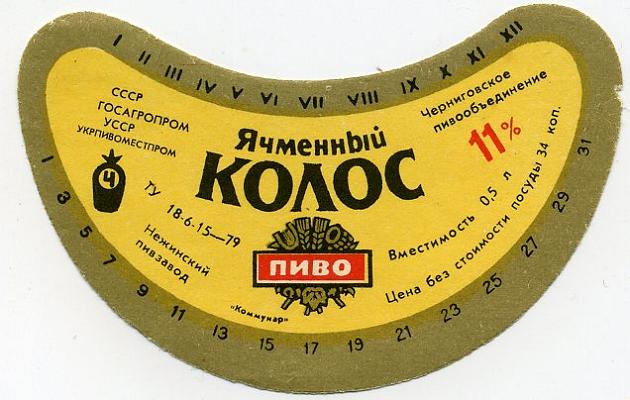 I II III IV V VI VII VIII IX X XI XII
СССР
ГОСАГРОПРОМ
УССР
УКРПИВОМЕСТПРОМ
Ч
ТУ 18-6-15—79
Нежинский
пивзавод
Ячменный
КОЛОС
ПИВО
„Коммунар"
Черниговское
пивообъединение
11%
Вместимость 0,5 л
Цена без стоимости посуды 34 коп.
1 3 5 7 9 11 13 15 17 19 21 23 25 27 29 31